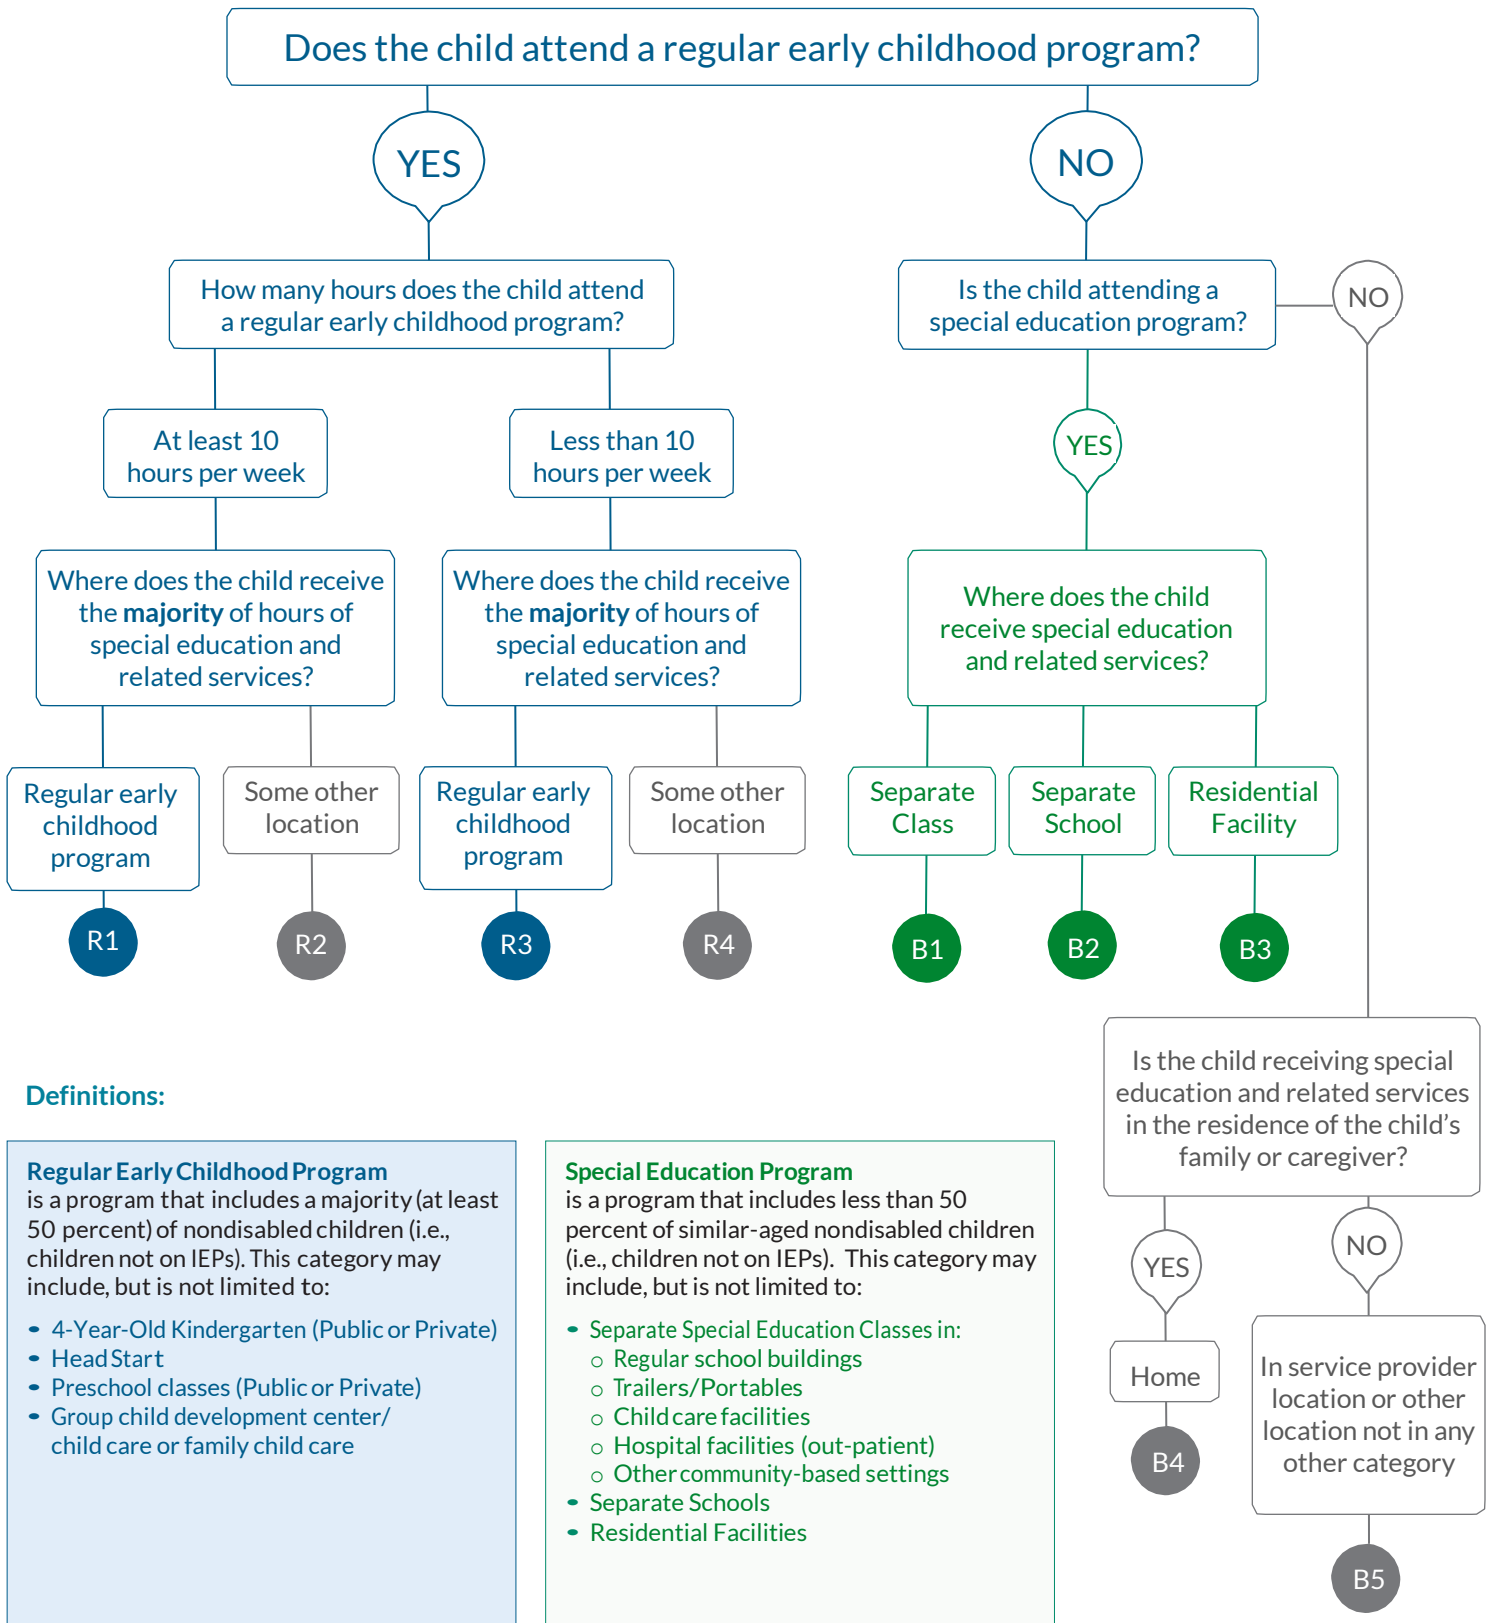 Does the child attend a regular early childhood program?
YES
NO
How many hours does the child attend
a regular early childhood program?
Is the child attending a
special education program?
NO
At least 10
hours per week
Less than 10
hours per week
YES
Where does the child receive
the majority of hours of
special education and
related services?
Where does the child receive
the majority of hours of
special education and
related services?
Where does the child
receive special education
and related services?
Regular early
childhood
program
Some other
location
Regular early
childhood
program
Some other
location
Separate
Class
Separate
School
Residential
Facility
R1
R2
R3
R4
B1
B2
B3
Is the child receiving special
education and related services
in the residence of the child's
family or caregiver?
YES
NO
Home
In service provider
location or other
location not in any
other category
B4
B5
Definitions:
Regular Early Childhood Program
is a program that includes a majority (at least
50 percent) of nondisabled children (i.e.,
children not on IEPs). This category may
include, but is not limited to:
• 4-Year-Old Kindergarten (Public or Private)
• Head Start
• Preschool classes (Public or Private)
• Group child development center/
child care or family child care
Special Education Program
is a program that includes less than 50
percent of similar-aged nondisabled children
(i.e., children not on IEPs). This category may
include, but is not limited to:
• Separate Special Education Classes in:
o Regular school buildings
o Trailers/Portables
o Child care facilities
o Hospital facilities (out-patient)
o Other community-based settings
• Separate Schools
• Residential Facilities